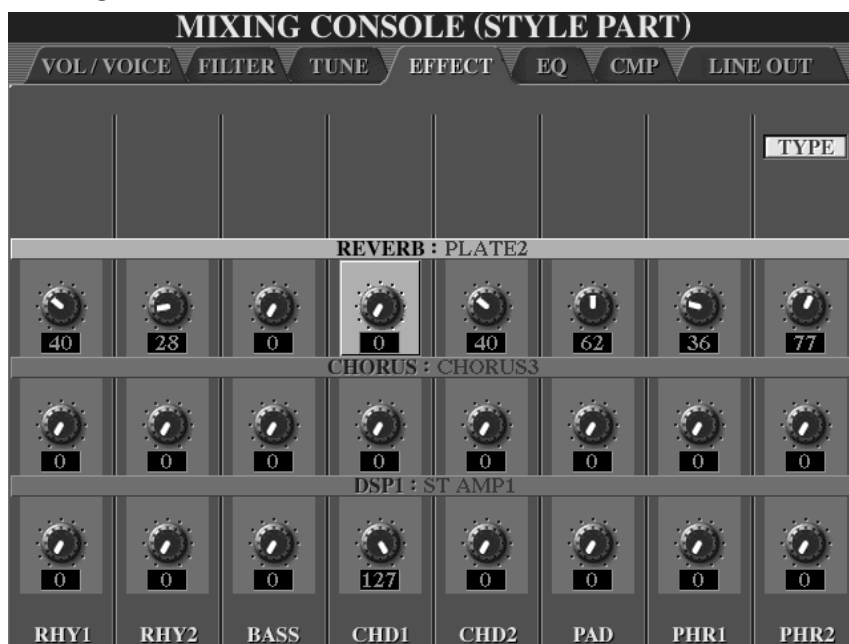 MIXING CONSOLE (STYLE PART)
VOL / VOICE FILTER TUNE EFFECT EQ CMP LINE OUT
TYPE
REVERB : PLATE2
40 28 0 0 40 62 36 77
CHORUS : CHORUS3
0 0 0 0 0 0 0 0
DSP1 : ST AMP1
0 0 0 127 0 0 0 0
RHY1 RHY2 BASS CHD1 CHD2 PAD PHR1 PHR2